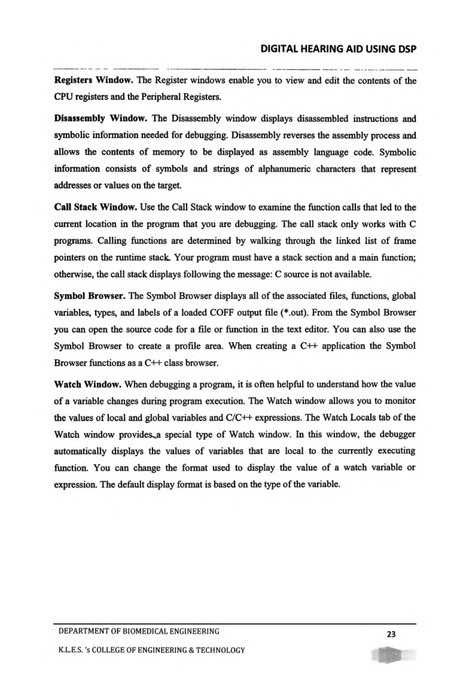 DIGITAL HEARING AID USING DSP
Registers Window. The Register windows enable you to view and edit the contents of the
CPU registers and the Peripheral Registers.
Disassembly Window. The Disassembly window displays disassembled instructions and
symbolic information needed for debugging. Disassembly reverses the assembly process and
allows the contents of memory to be displayed as assembly language code. Symbolic
information consists of symbols and strings of alphanumeric characters that represent
addresses or values on the target.
Call Stack Window. Use the Call Stack window to examine the function calls that led to the
current location in the program that you are debugging. The call stack only works with C
programs. Calling functions are determined by walking through the linked list of frame
pointers on the runtime stack. Your program must have a stack section and a main function;
otherwise, the call stack displays following the message: C source is not available.
Symbol Browser. The Symbol Browser displays all of the associated files, functions, global
variables, types, and labels of a loaded COFF output file (*.out). From the Symbol Browser
you can open the source code for a file or function in the text editor. You can also use the
Symbol Browser to create a profile area. When creating a C++ application the Symbol
Browser functions as a C++ class browser.
Watch Window. When debugging a program, it is often helpful to understand how the value
of a variable changes during program execution. The Watch window allows you to monitor
the values of local and global variables and C/C++ expressions. The Watch Locals tab of the
Watch window provides a special type of Watch window. In this window, the debugger
automatically displays the values of variables that are local to the currently executing
function. You can change the format used to display the value of a watch variable or
expression. The default display format is based on the type of the variable.
DEPARTMENT OF BIOMEDICAL ENGINEERING
23
K.L.E.S. 's COLLEGE OF ENGINEERING & TECHNOLOGY